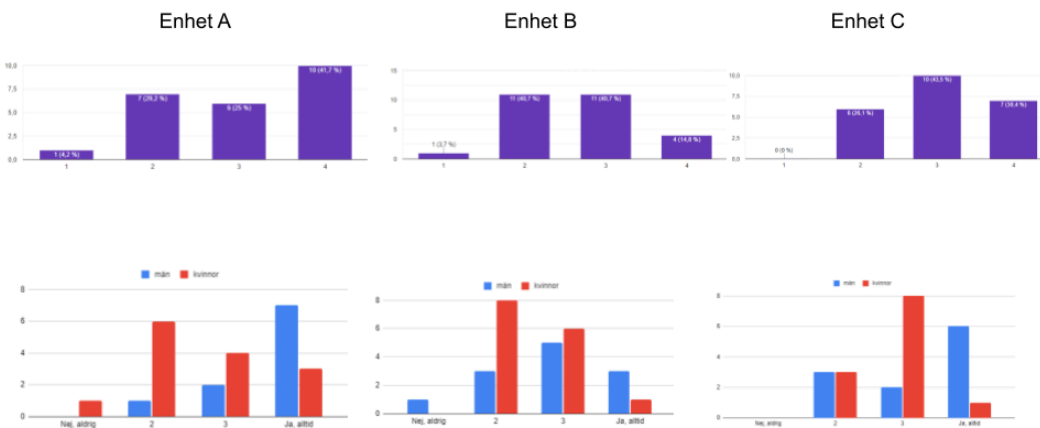 Enhet A
Enhet B
Enhet C
10,0
7,5
5,0
2,5
0,0
1 (4,2 %)
7 (29,2 %)
6 (25 %)
10 (41,7 %)
1
2
3
4
15
10
5
0
1 (3,7 %)
11 (40,7 %)
11 (40,7 %)
4 (14,8 %)
1
2
3
4
10,0
7,5
5,0
2,5
0,0
0 (0 %)
6 (26,1 %)
10 (43,5 %)
7 (30,4 %)
1
2
3
4
män
kvinnor
8
6
4
2
0
Nej, aldrig
2
3
Ja, alltid
män
kvinnor
8
6
4
2
0
Nej, aldrig
2
3
Ja, alltid
män
kvinnor
8
6
4
2
0
Nej, aldrig
2
3
Ja, alltid